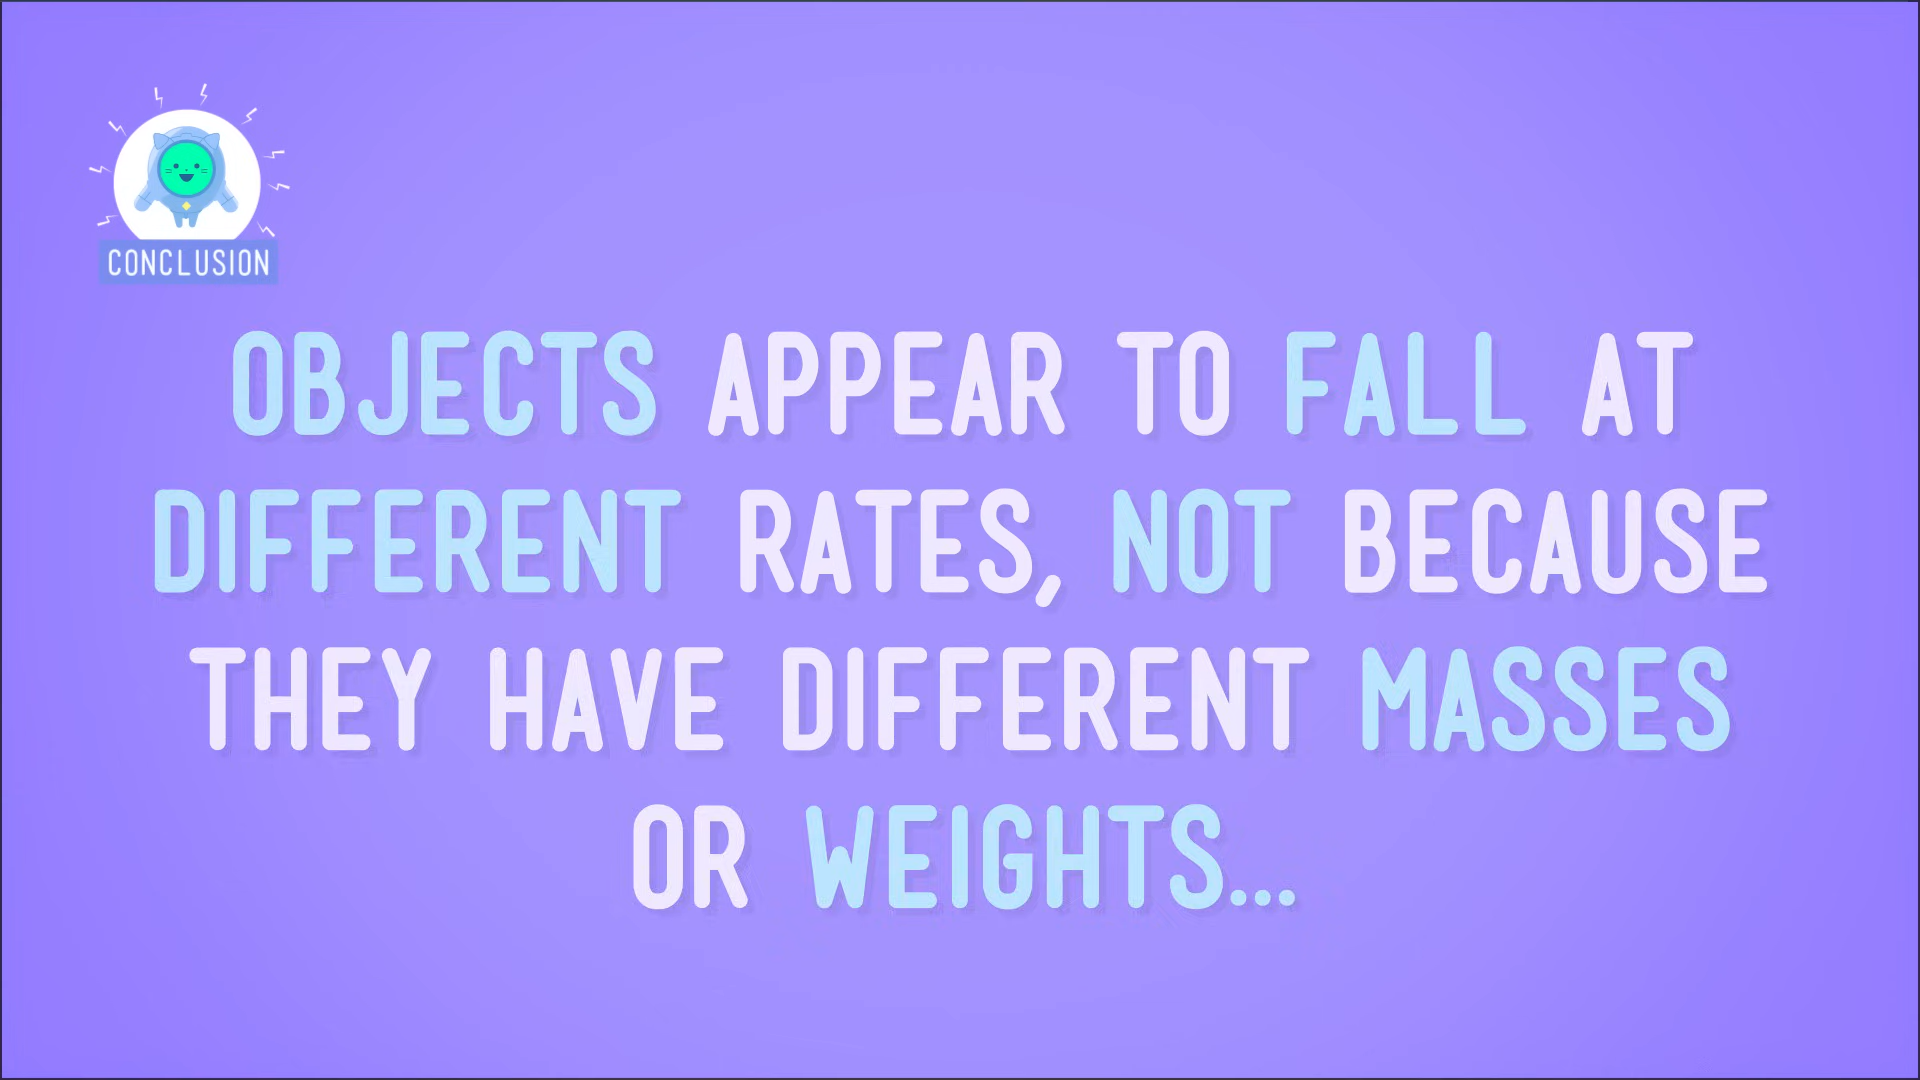 CONCLUSION
OBJECTS APPEAR TO FALL AT
DIFFERENT RATES, NOT BECAUSE
THEY HAVE DIFFERENT MASSES
OR WEIGHTS...